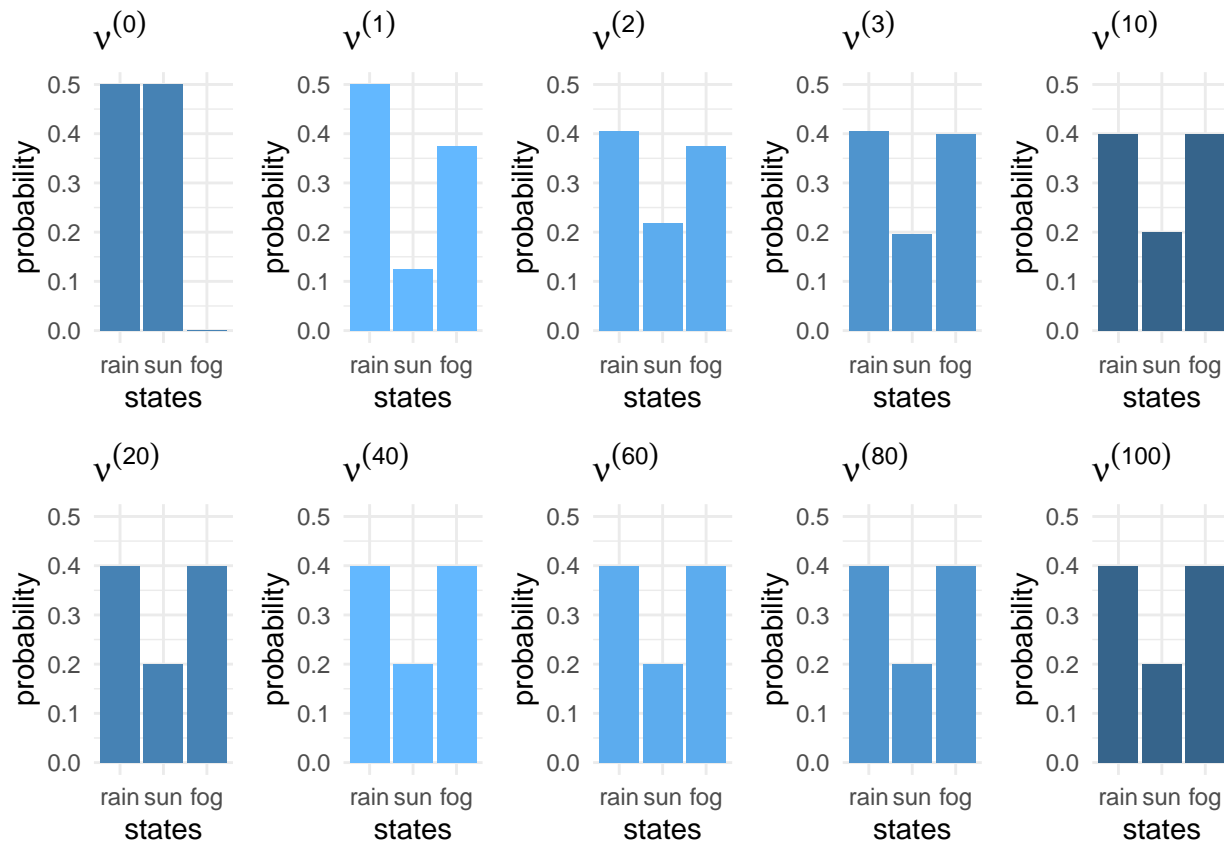 ν(0) ν(1) ν(2) ν(3) ν(10)
probability 0.5 0.4 0.3 0.2 0.1 0.0
rain sun fog
states
probability 0.5 0.4 0.3 0.2 0.1 0.0
rain sun fog
states
probability 0.5 0.4 0.3 0.2 0.1 0.0
rain sun fog
states
probability 0.5 0.4 0.3 0.2 0.1 0.0
rain sun fog
states
probability 0.5 0.4 0.3 0.2 0.1 0.0
rain sun fog
states
ν(20) ν(40) ν(60) ν(80) ν(100)
probability 0.5 0.4 0.3 0.2 0.1 0.0
rain sun fog
states
probability 0.5 0.4 0.3 0.2 0.1 0.0
rain sun fog
states
probability 0.5 0.4 0.3 0.2 0.1 0.0
rain sun fog
states
probability 0.5 0.4 0.3 0.2 0.1 0.0
rain sun fog
states
probability 0.5 0.4 0.3 0.2 0.1 0.0
rain sun fog
states